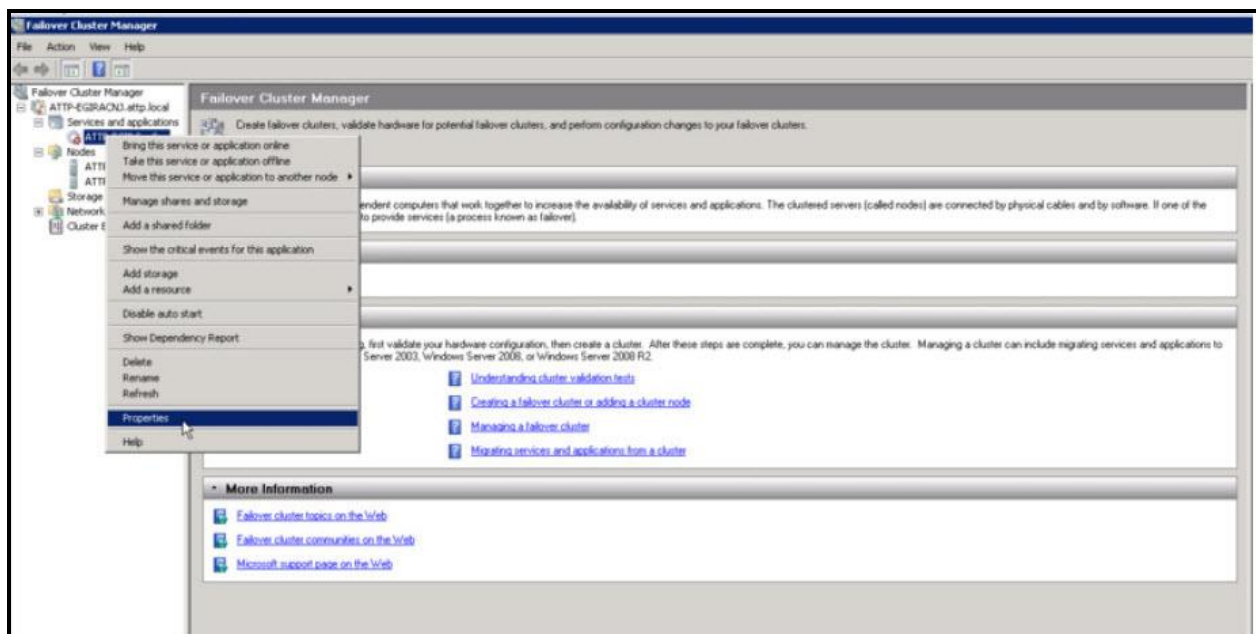 Failover Cluster Manager
File Action View Help
Failover Cluster Manager
ATTP-EGIRACN3.attp.local
Services and applications
Nodes
Storage
Network
Cluster E
Bring this service or application online
Take this service or application offline
Move this service or application to another node
Manage shares and storage
Add a shared folder
Show the critical events for this application
Add storage
Add a resource
Disable auto start
Show Dependency Report
Delete
Rename
Refresh
Properties
Help
Failover Cluster Manager
Create failover clusters, validate hardware for potential failover clusters, and perform configuration changes to your failover clusters.
endent computers that work together to increase the availability of services and applications. The clustered servers (called nodes) are connected by physical cables and by software. If one of the
to provide services (a process known as failover).
, first validate your hardware configuration, then create a cluster. After these steps are complete, you can manage the cluster. Managing a cluster can include migrating services and applications to
Server 2003, Windows Server 2008, or Windows Server 2008 R2.
Understanding cluster validation tests
Creating a failover cluster or adding a cluster node
Managing a failover cluster
Migrating services and applications from a cluster
More Information
Failover cluster topics on the Web
Failover cluster communities on the Web
Microsoft support page on the Web